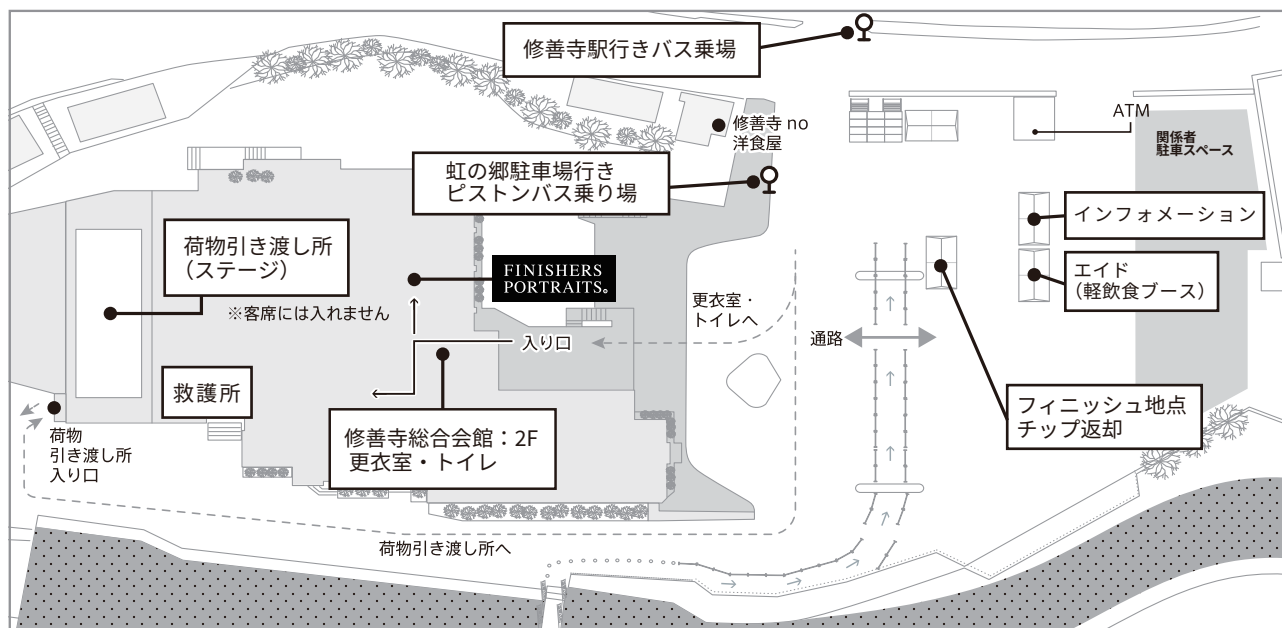 修善寺駅行きバス乗場
修善寺 no
洋食屋
ATM
関係者
駐車スペース
虹の郷駐車場行き
ピストンバス乗り場
インフォメーション
荷物引き渡し所
(ステージ)
FINISHERS
PORTRAITS®
エイド
(軽飲食ブース)
※客席には入れません
更衣室・
トイレへ
入り口
通路
救護所
フィニッシュ地点
チップ返却
修善寺総合会館:2F
更衣室・トイレ
荷物
引き渡し所
入り口
荷物引き渡し所へ